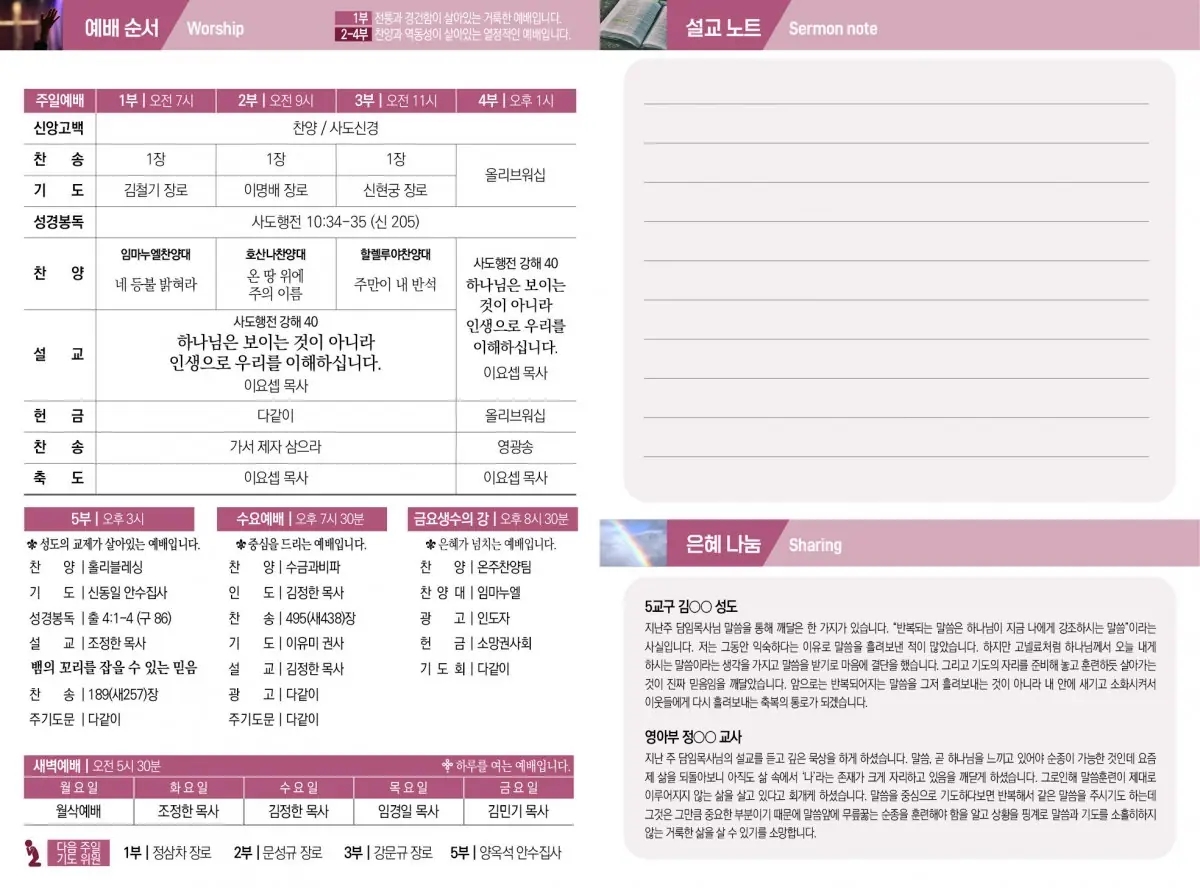 예배 순서 Worship
1부 전통과 경건함이 살아있는 거룩한 예배입니다.
2-4부 찬양과 역동성이 살아있는 열정적인 예배입니다.
주일예배 1부 | 오전 7시 2부 | 오전 9시 3부 | 오전 11시 4부 | 오후 1시
신앙고백 찬양 / 사도신경
찬 송 1장 1장 1장 올리브워십
기 도 김철기 장로 이명배 장로 신현궁 장로
성경봉독 사도행전 10:34-35 (신 205)
찬 양 임마누엘찬양대 호산나찬양대 할렐루야찬양대
네 등불 밝혀라 온 땅 위에 주만이 내 반석
주의 이름
설 교 사도행전 강해 40
하나님은 보이는 것이 아니라
인생으로 우리를 이해하십니다.
이요셉 목사
사도행전 강해 40
하나님은 보이는
것이 아니라
인생으로 우리를
이해하십니다.
이요셉 목사
헌 금 다같이 올리브워십
찬 송 가서 제자 삼으라 영광송
축 도 이요셉 목사 이요셉 목사
5부 | 오후 3시
성도의 교제가 살아있는 예배입니다.
찬 양 | 홀리블레싱
기 도 | 신동일 안수집사
성경봉독 | 출 4:1-4 (구 86)
설 교 | 조정한 목사
뱀의 꼬리를 잡을 수 있는 믿음
찬 송 | 189(새257)장
주기도문 | 다같이
수요예배 | 오후 7시 30분
중심을 드리는 예배입니다.
찬 양 | 수금과비파
인 도 | 김정한 목사
찬 송 | 495(새438)장
기 도 | 이유미 권사
설 교 | 김정한 목사
광 고 | 다같이
주기도문 | 다같이
금요생수의 강 | 오후 8시 30분
은혜가 넘치는 예배입니다.
찬 양 | 온주찬양팀
찬 양 대 | 임마누엘
광 고 | 인도자
헌 금 | 소망권사회
기 도 회 | 다같이
새벽예배 | 오전 5시 30분 하루를 여는 예배입니다.
월요일 화요일 수요일 목요일 금요일
월삭예배 조정한 목사 김정한 목사 임경일 목사 김민기 목사
다음 주일
기도 위원
1부 | 정삼차 장로 2부 | 문성규 장로 3부 | 강문규 장로 5부 | 양옥석 안수집사
설교 노트 Sermon note
은혜 나눔 Sharing
5교구 김○○ 성도
지난주 담임목사님 말씀을 통해 깨달은 한 가지가 있습니다. “반복되는 말씀은 하나님이 지금 나에게 강조하시는 말씀”이라는
사실입니다. 저는 그동안 익숙하다는 이유로 말씀을 흘려보낸 적이 많았습니다. 하지만 고넬료처럼 하나님께서 오늘 내게
하시는 말씀이라는 생각을 가지고 말씀을 받기로 마음에 결단을 했습니다. 그리고 기도의 자리를 준비해 놓고 훈련하듯 살아가는
것이 진짜 믿음임을 깨달았습니다. 앞으로는 반복되어지는 말씀을 그저 흘려보내는 것이 아니라 내 안에 새기고 소화시켜서
이웃들에게 다시 흘려보내는 축복의 통로가 되겠습니다.
영아부 정○○ 교사
지난 주 담임목사님의 설교를 듣고 깊은 묵상을 하게 하셨습니다. 말씀, 곧 하나님을 느끼고 있어야 순종이 가능한 것인데 요즘
제 삶을 되돌아보니 아직도 삶 속에서 ‘나’라는 존재가 크게 자리하고 있음을 깨닫게 하셨습니다. 그로인해 말씀훈련이 제대로
이루어지지 않는 삶을 살고 있다고 회개케 하셨습니다. 말씀을 중심으로 기도하다보면 반복해서 같은 말씀을 주시기도 하는데
그것은 그만큼 중요한 부분이기 때문에 말씀앞에 무릎꿇는 순종을 훈련해야 함을 알고 상황을 핑계로 말씀과 기도를 소홀히하지
않는 거룩한 삶을 살 수 있기를 소망합니다.